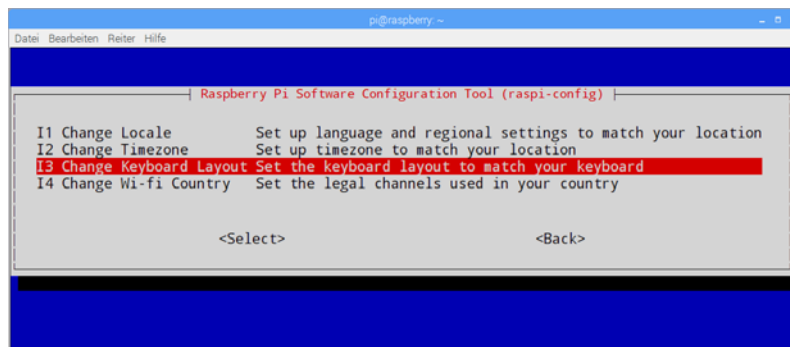 pi@raspberry: ~
Datei Bearbeiten Reiter Hilfe
Raspberry Pi Software Configuration Tool (raspi-config)
I1 Change Locale Set up language and regional settings to match your location
I2 Change Timezone Set up timezone to match your location
I3 Change Keyboard Layout Set the keyboard layout to match your keyboard
I4 Change Wi-fi Country Set the legal channels used in your country
<Select> <Back>